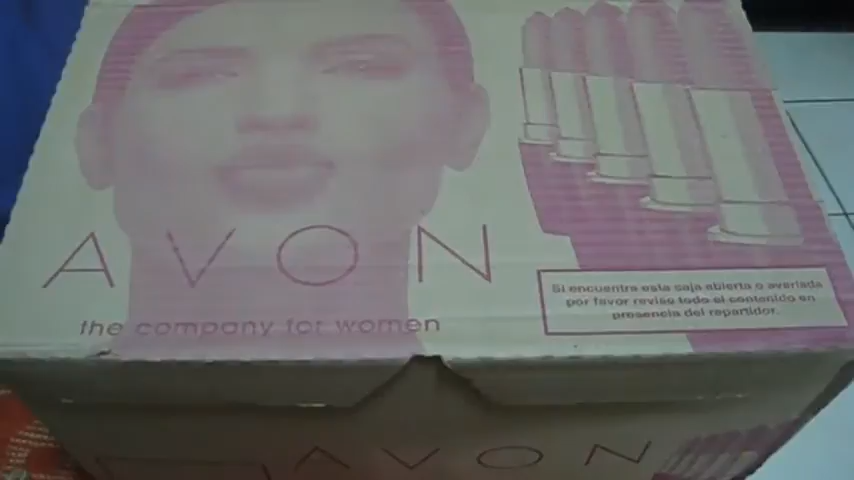 AVON
the company for women
Si encuentra esta caja abierta o averiada
por favor revise todo el contenido en
presencia del repartidor.
AVON